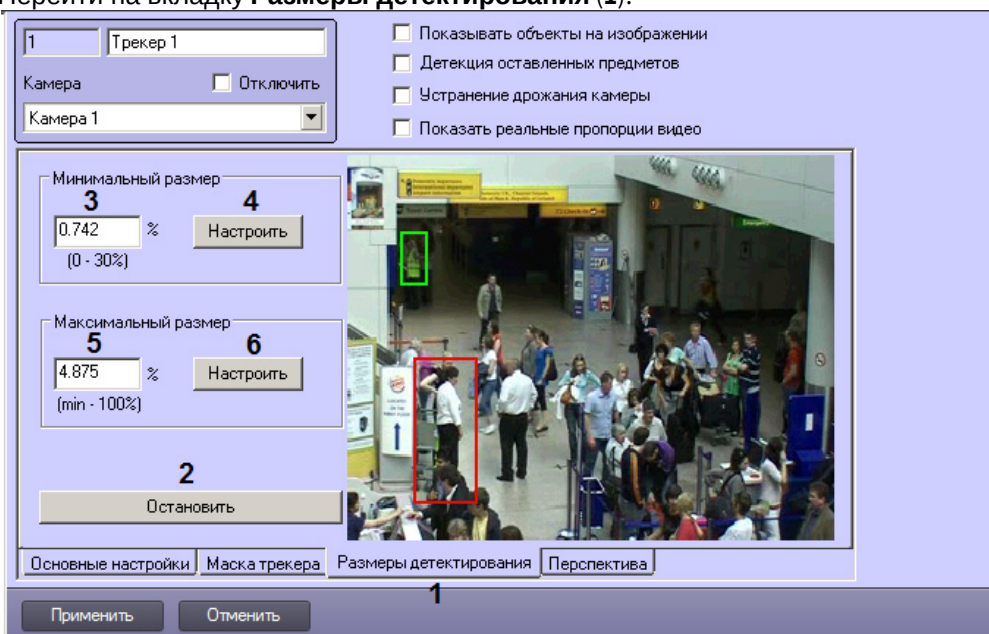 Перейти на вкладку Размеры детектирования (1).
1 Трекер 1
Показывать объекты на изображении
Детекция оставленных предметов
Камера Отключить
Устранение дрожания камеры
Камера 1
Показать реальные пропорции видео
Минимальный размер
3 4
0.742 % Настроить
(0 - 30%)
Максимальный размер
5 6
4.875 % Настроить
(min - 100%)
2
Остановить
Основные настройки Маска трекера Размеры детектирования Перспектива
1
Применить Отменить